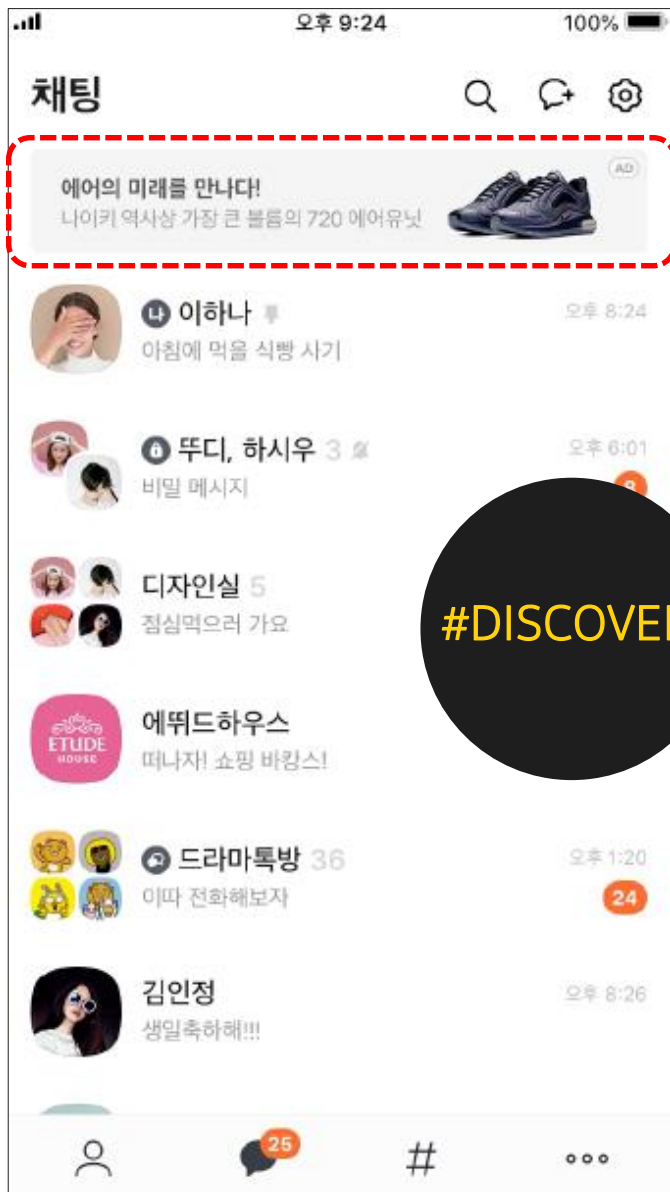 오후 9:24
100%
채팅
에어의 미래를 만나다!
나이키 역사상 가장 큰 볼륨의 720 에어유닛
AD
나 이하나
오후 8:24
아침에 먹을 식빵 사기
뚜디, 하시우 3
오후 6:01
비밀 메시지
디자인실 5
점심먹으러 가요
#DISCOVE
에뛰드하우스
떠나자! 쇼핑 바캉스!
ETUDE
HOUSE
드라마톡방 36
오후 1:20
이따 전화해보자
24
김인정
오후 8:26
생일축하해!!!
25
#